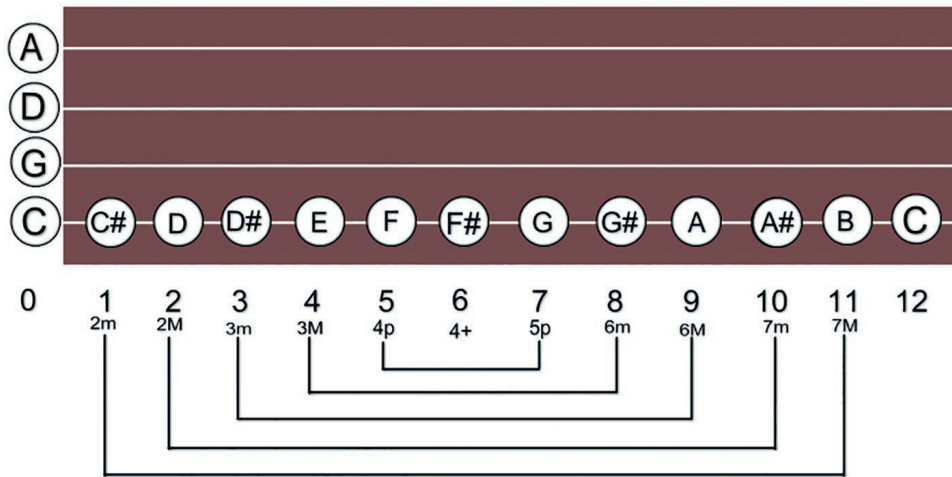 A
D
G
C C# D D# E F F# G G# A A# B C
0 1 2 3 4 5 6 7 8 9 10 11 12
2m 2M 3m 3M 4p 4+ 5p 6m 6M 7m 7M